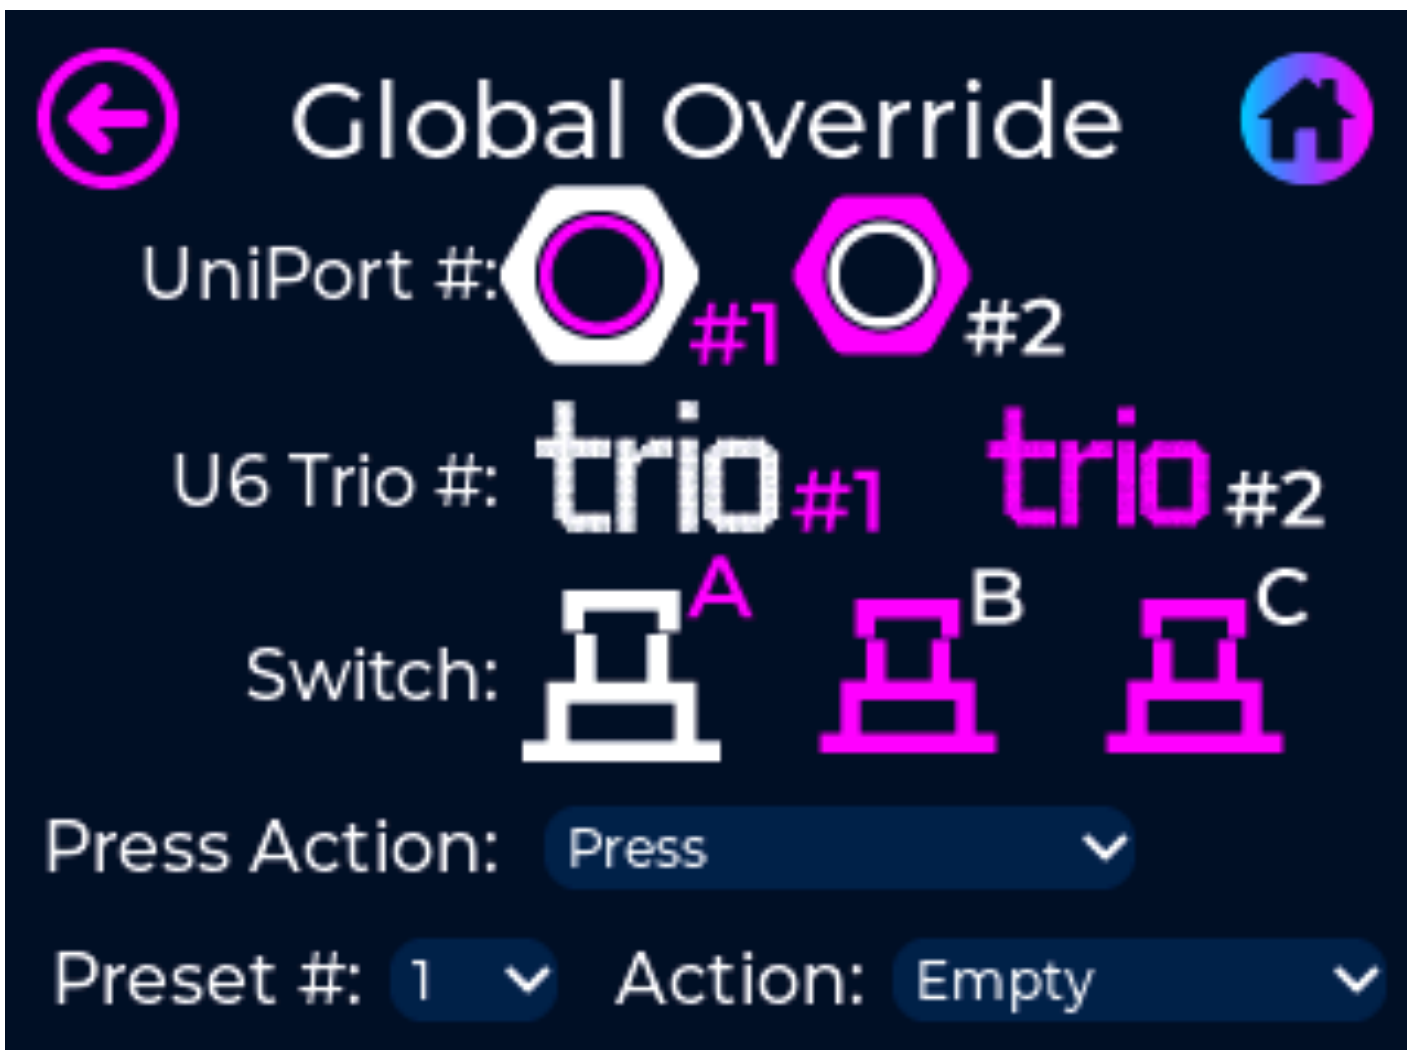 Global Override
UniPort #: #1 #2
U6 Trio #: trio #1 trio #2
Switch: A B C
Press Action: Press
Preset #: 1 Action: Empty